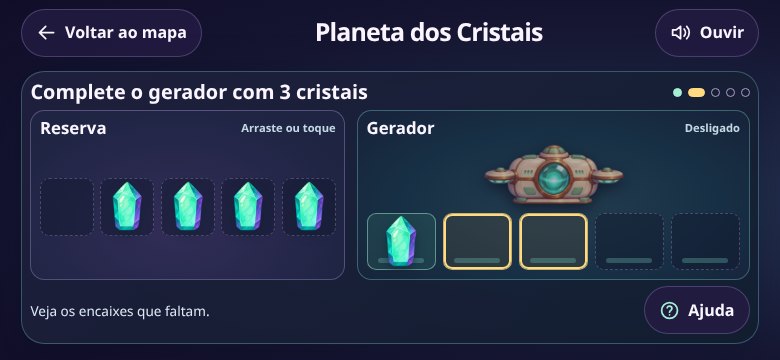 Voltar ao mapa
Planeta dos Cristais
Ouvir
Complete o gerador com 3 cristais
Reserva
Arraste ou toque
Gerador
Desligado
Veja os encaixes que faltam.
Ajuda